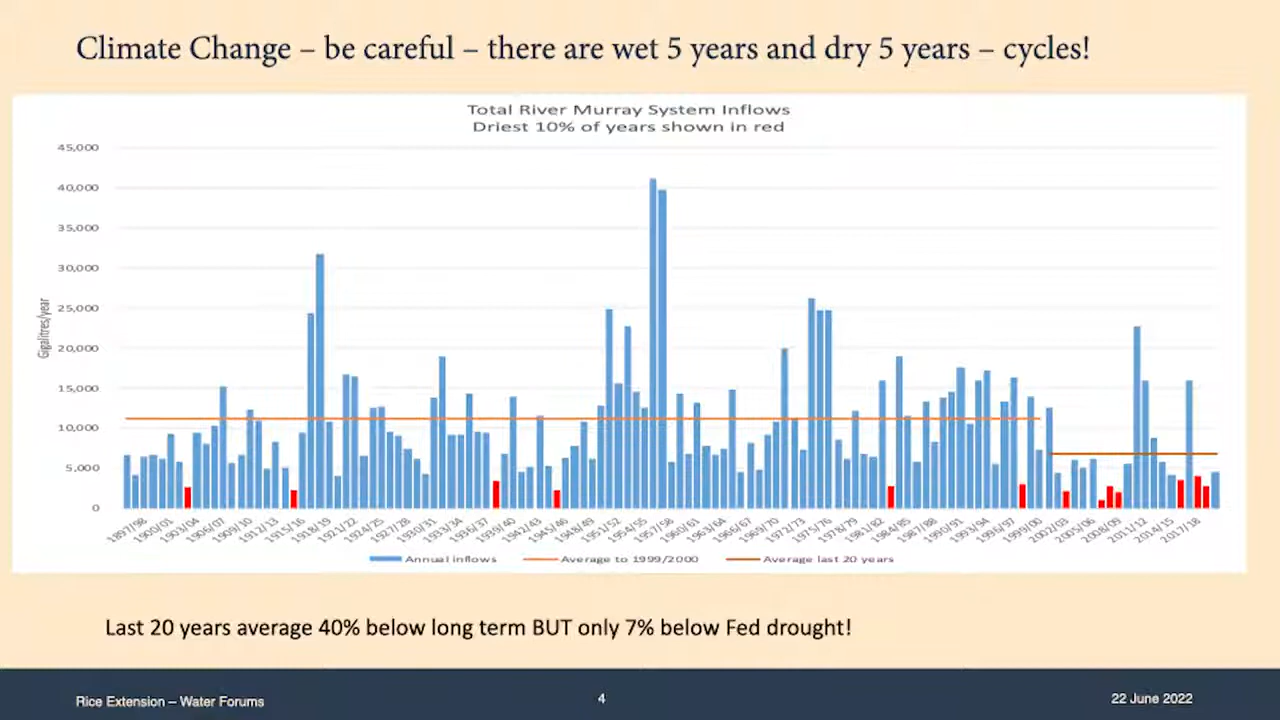 Climate Change – be careful – there are wet 5 years and dry 5 years – cycles!
Total River Murray System Inflows
Driest 10% of years shown in red
Gigalitres/year
45,000
40,000
35,000
30,000
25,000
20,000
15,000
10,000
5,000
0
1897/98 1900/01 1903/04 1906/07 1909/10 1912/13 1915/16 1918/19 1921/22 1924/25 1927/28 1930/31 1933/34 1936/37 1939/40 1942/43 1945/46 1948/49 1951/52 1954/55 1957/58 1960/61 1963/64 1966/67 1969/70 1972/73 1975/76 1978/79 1981/82 1984/85 1987/88 1990/91 1993/94 1996/97 1999/00 2002/03 2005/06 2008/09 2011/12 2014/15 2017/18
Annual inflows Average to 1999/2000 Average last 20 years
Last 20 years average 40% below long term BUT only 7% below Fed drought!
Rice Extension – Water Forums 4 22 June 2022